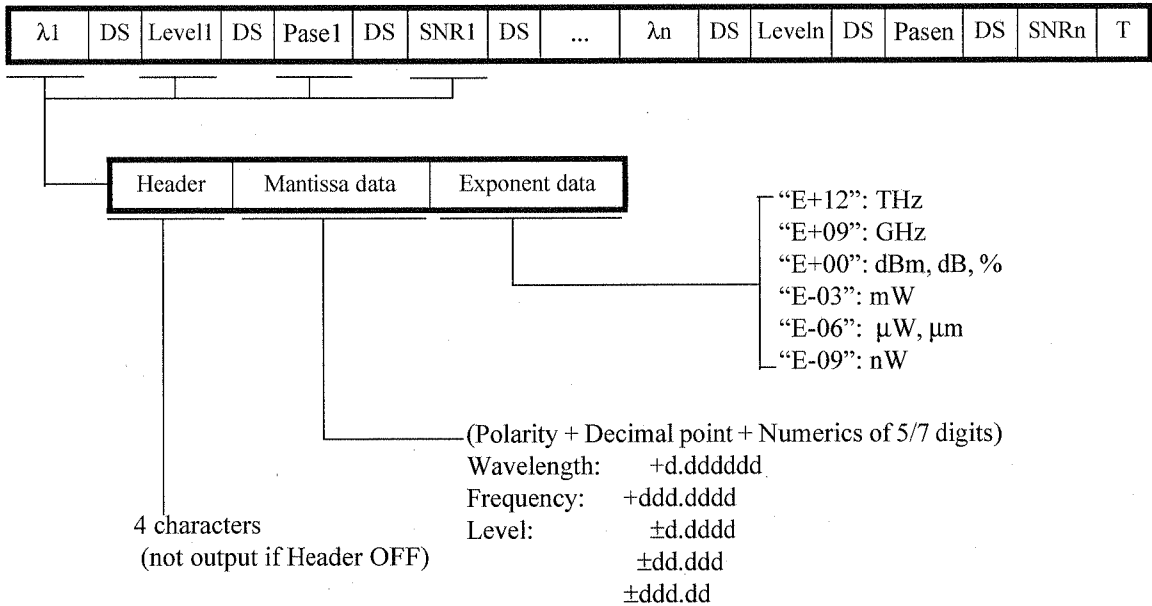 λ1 DS Level1 DS Pase1 DS SNR1 DS ... λn DS Leveln DS Pasen DS SNRn T
Header Mantissa data Exponent data
“E+12”: THz
“E+09”: GHz
“E+00”: dBm, dB, %
“E-03”: mW
“E-06”: μW, μm
“E-09”: nW
(Polarity + Decimal point + Numerics of 5/7 digits)
Wavelength: +d.dddddd
Frequency: +ddd.dddd
Level: ±d.dddd
±dd.ddd
±ddd.dd
4 characters
(not output if Header OFF)